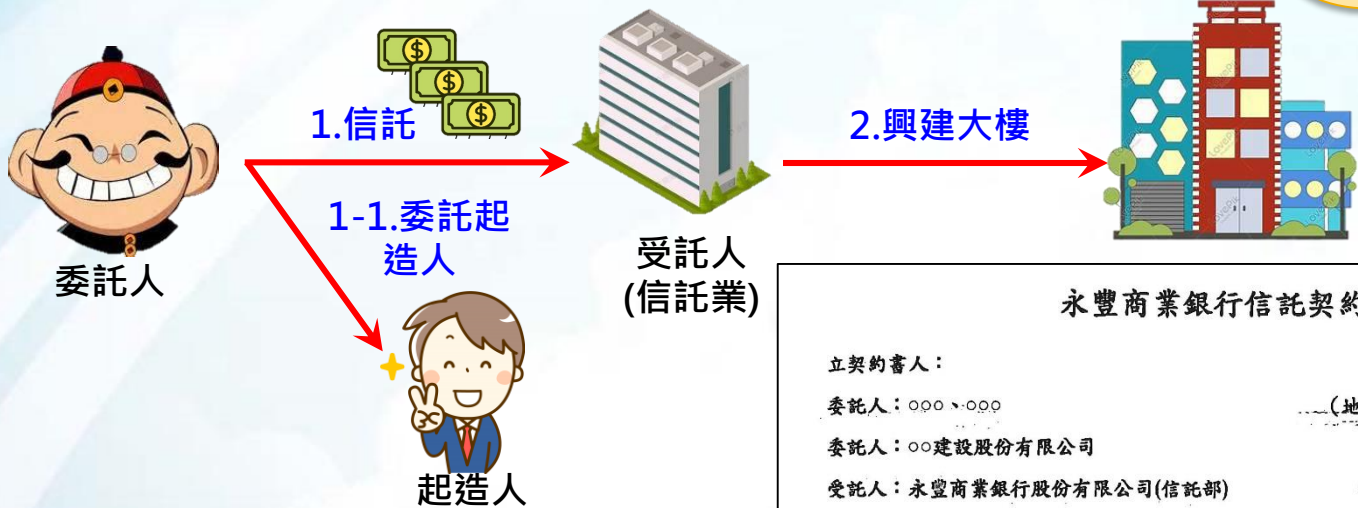 1.信託
2.興建大樓
1-1.委託起
造人
委託人
受託人
(信託業)
起造人
永豐商業銀行信託契約
立契約書人：
委託人：○○○、○○○ (地
委託人：○○建設股份有限公司
受託人：永豐商業銀行股份有限公司(信託部)